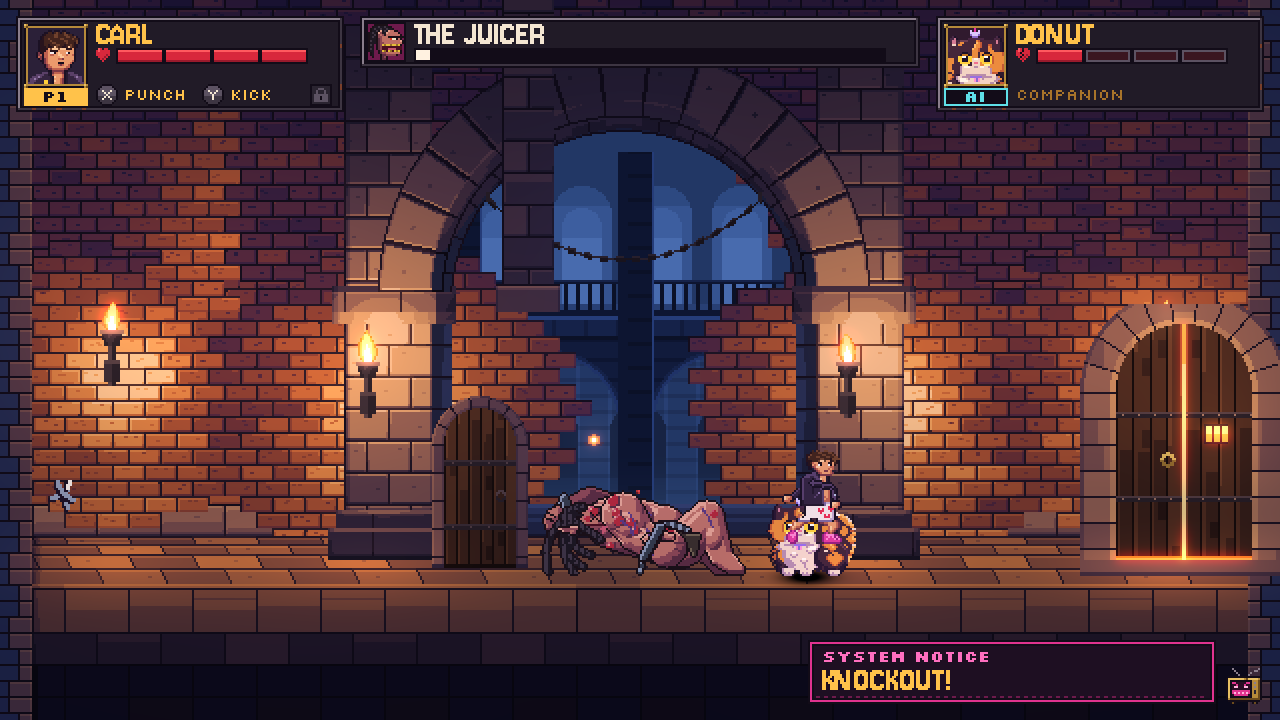 CARL
P1
X PUNCH Y KICK
THE JUICER
DONUT
AI
COMPANION
SYSTEM NOTICE
KNOCKOUT!